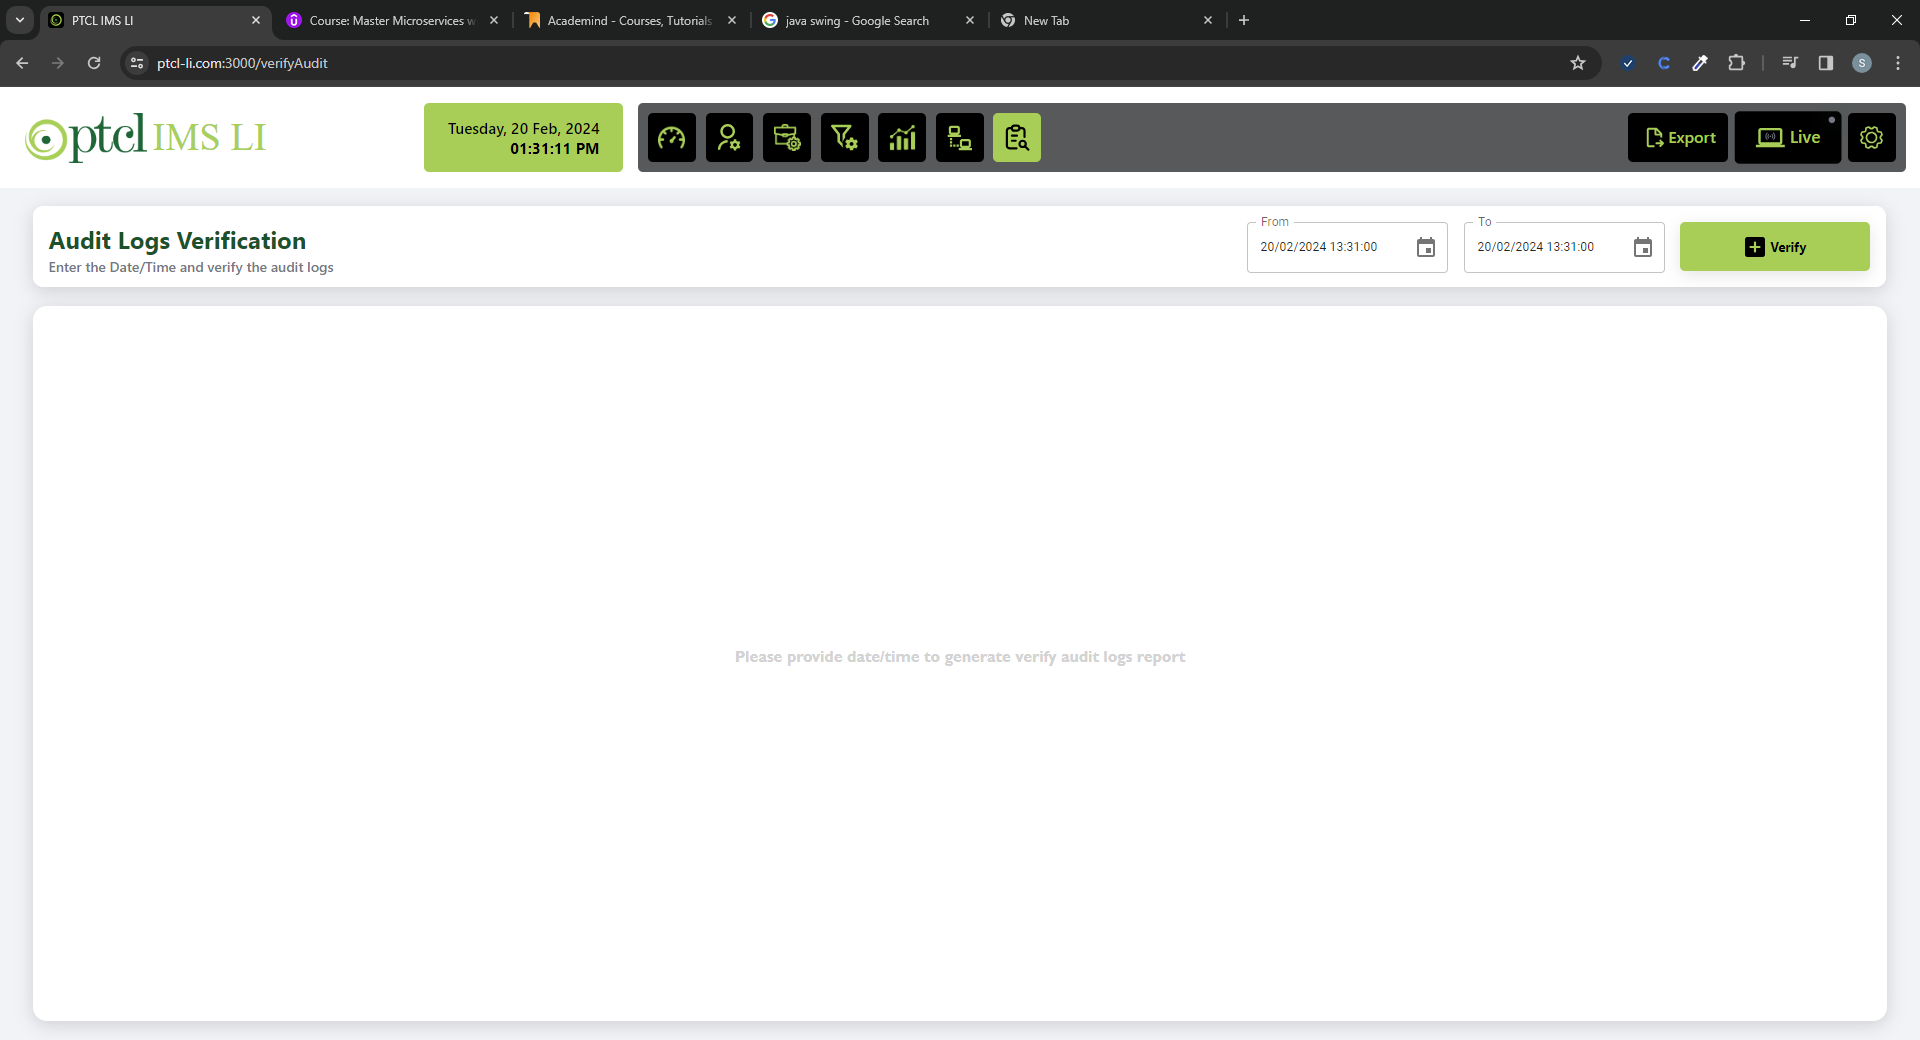 PTCL IMS LI
Course: Master Microservices w
Academind - Courses, Tutorials
java swing - Google Search
New Tab
ptcl-li.com:3000/verifyAudit
S
ptcl IMS LI
Tuesday, 20 Feb, 2024
01:31:11 PM
Export
Live
Audit Logs Verification
Enter the Date/Time and verify the audit logs
From
20/02/2024 13:31:00
To
20/02/2024 13:31:00
Verify
Please provide date/time to generate verify audit logs report